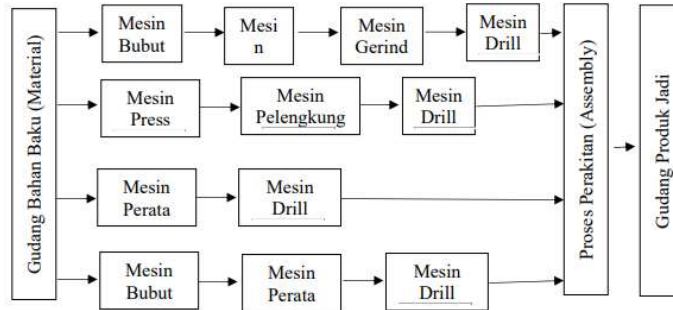 Gudang Bahan Baku (Material)
Mesin
Bubut
Mesi
n
Mesin
Gerind
Mesin
Drill
Mesin
Press
Mesin
Pelengkung
Mesin
Drill
Mesin
Perata
Mesin
Drill
Mesin
Bubut
Mesin
Perata
Mesin
Drill
Proses Perakitan (Assembly)
Gudang Produk Jadi